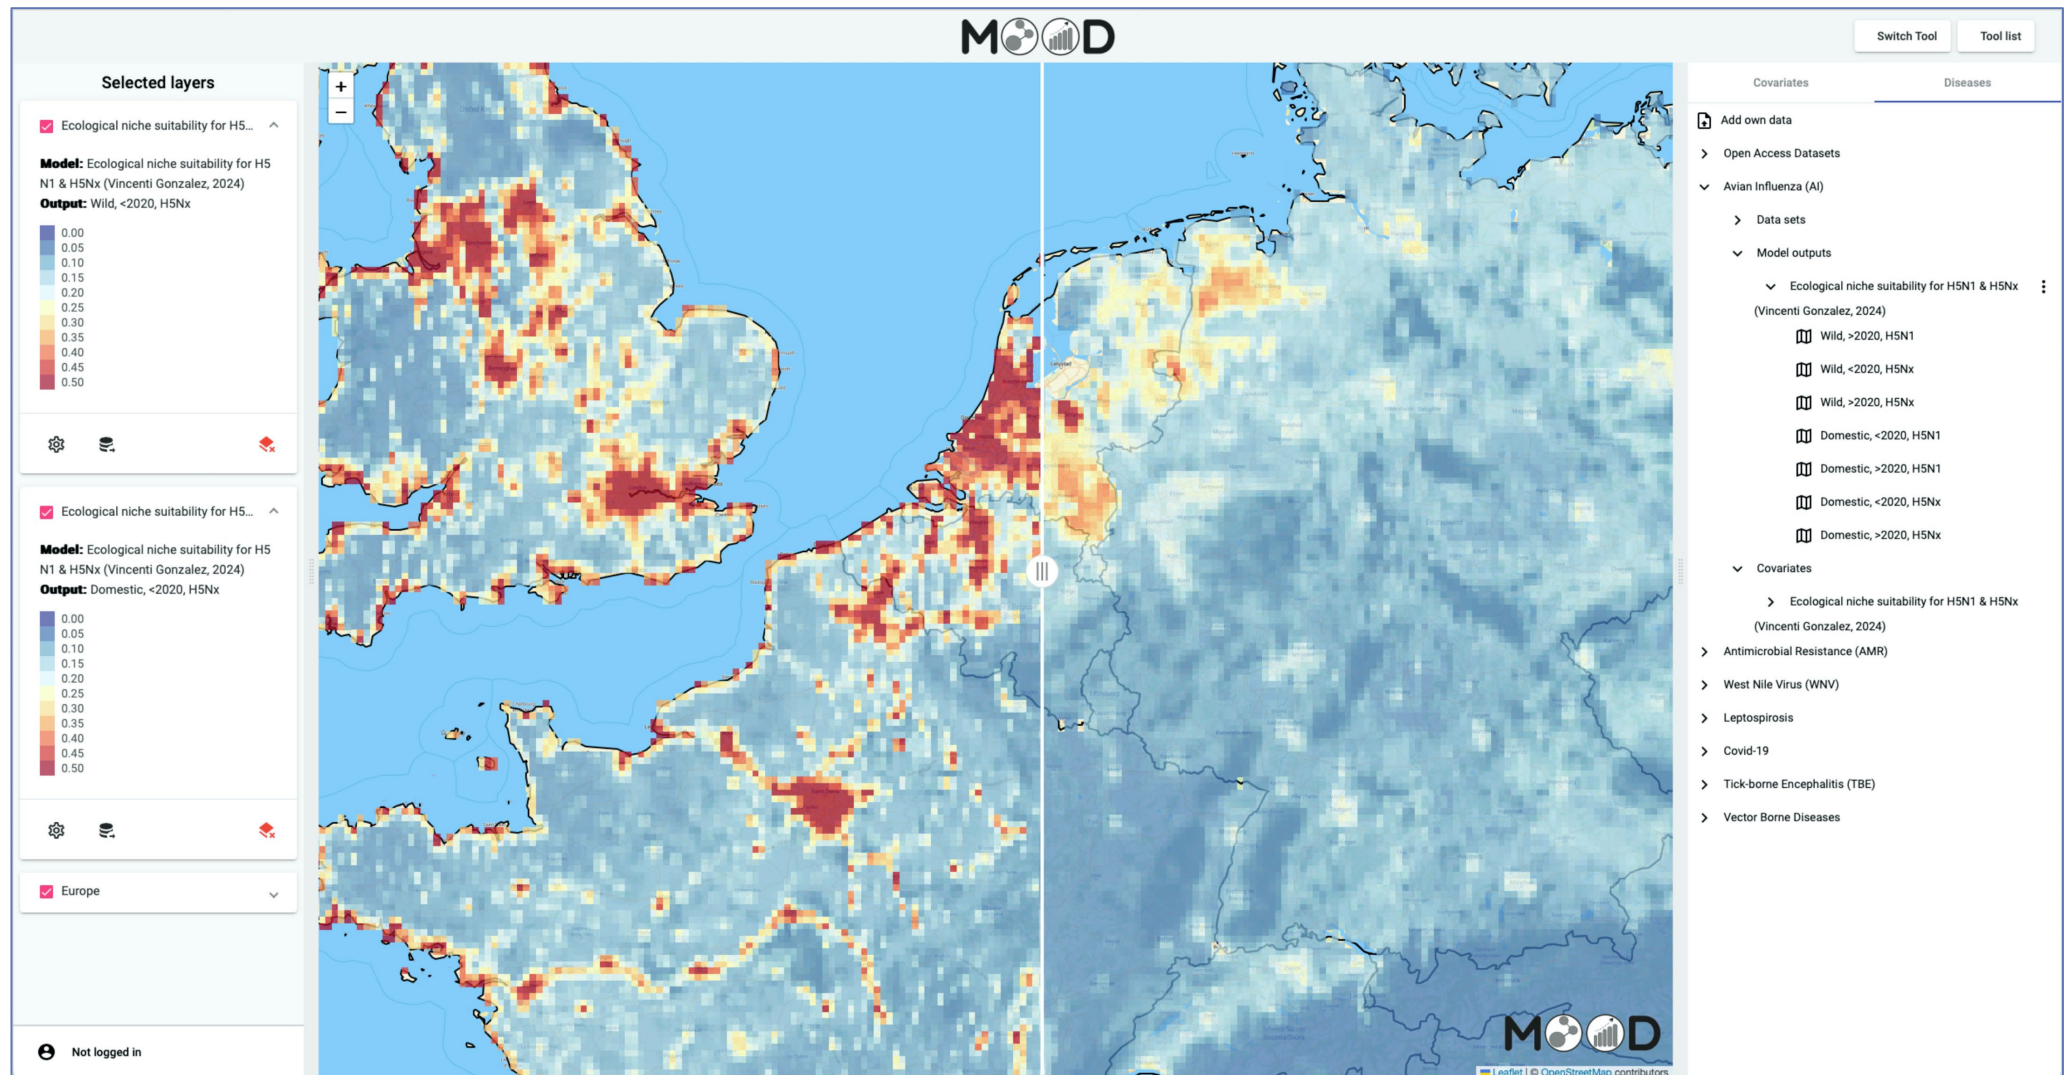 MOOD
Switch Tool
Tool list
Selected layers
Ecological niche suitability for H5...
Model: Ecological niche suitability for H5
N1 & H5Nx (Vincenti Gonzalez, 2024)
Output: Wild, <2020, H5Nx
0.00
0.05
0.10
0.15
0.20
0.25
0.30
0.35
0.40
0.45
0.50
Ecological niche suitability for H5...
Model: Ecological niche suitability for H5
N1 & H5Nx (Vincenti Gonzalez, 2024)
Output: Domestic, <2020, H5Nx
0.00
0.05
0.10
0.15
0.20
0.25
0.30
0.35
0.40
0.45
0.50
Europe
Not logged in
+
−
Lelystad
MOOD
Leaflet | © OpenStreetMap contributors
Covariates
Diseases
Add own data
Open Access Datasets
Avian Influenza (AI)
Data sets
Model outputs
Ecological niche suitability for H5N1 & H5Nx
(Vincenti Gonzalez, 2024)
Wild, >2020, H5N1
Wild, <2020, H5Nx
Wild, >2020, H5Nx
Domestic, <2020, H5N1
Domestic, >2020, H5N1
Domestic, <2020, H5Nx
Domestic, >2020, H5Nx
Covariates
Ecological niche suitability for H5N1 & H5Nx
(Vincenti Gonzalez, 2024)
Antimicrobial Resistance (AMR)
West Nile Virus (WNV)
Leptospirosis
Covid-19
Tick-borne Encephalitis (TBE)
Vector Borne Diseases